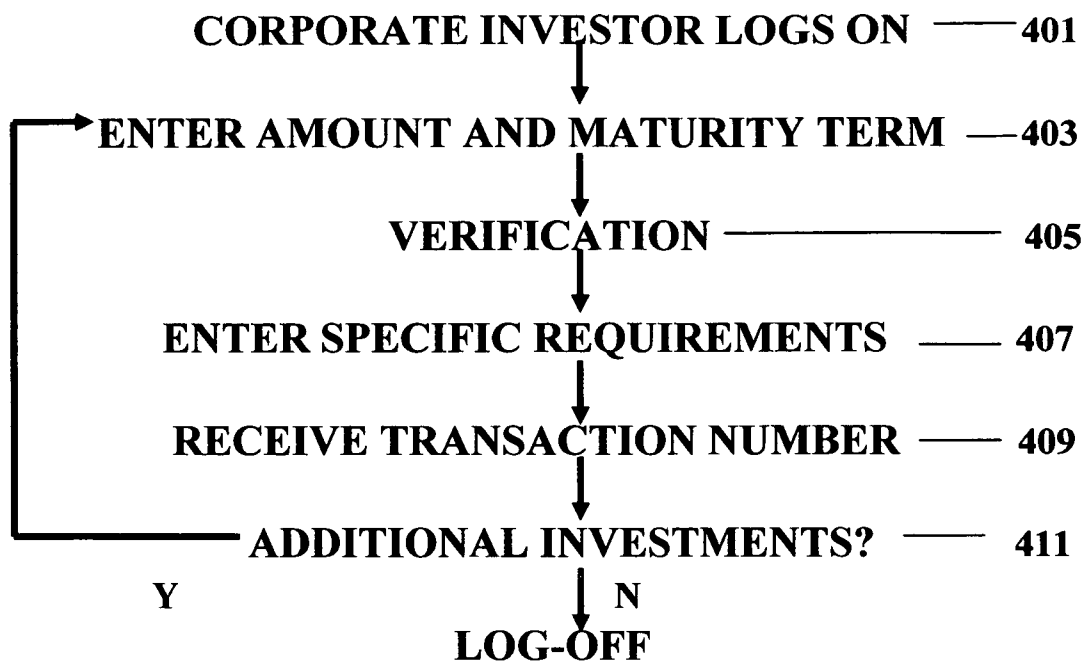 CORPORATE INVESTOR LOGS ON 401
ENTER AMOUNT AND MATURITY TERM 403
VERIFICATION 405
ENTER SPECIFIC REQUIREMENTS 407
RECEIVE TRANSACTION NUMBER 409
ADDITIONAL INVESTMENTS? 411
Y N
LOG-OFF